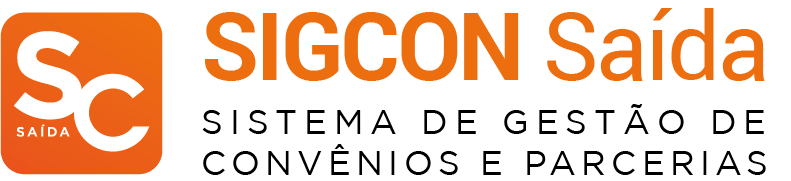 SC
SAÍDA
SIGCON Saída
SISTEMA DE GESTÃO DE
CONVÊNIOS E PARCERIAS